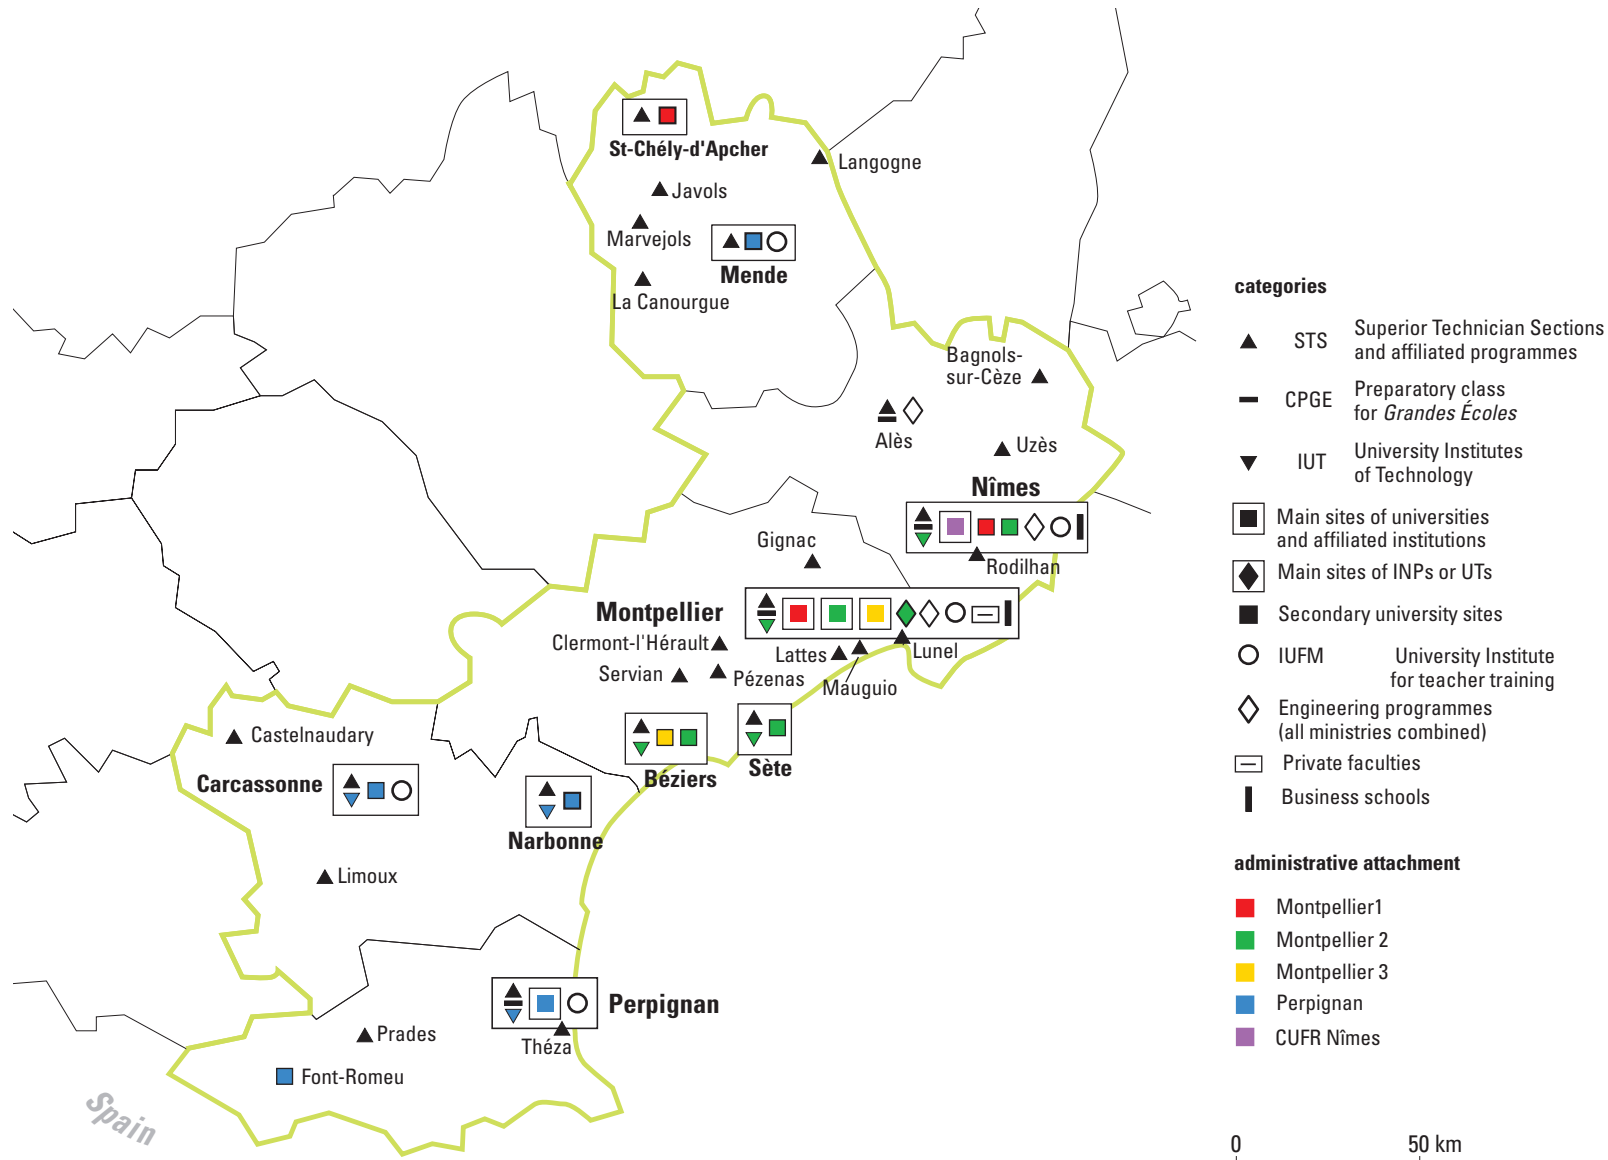 St-Chély-d'Apcher
Langogne
Javols
Marvejols
Mende
La Canourgue
Bagnols-
sur-Cèze
Alès
Uzès
Nîmes
Gignac
Rodilhan
Montpellier
Clermont-l'Hérault
Lattes
Lunel
Servian
Pézenas
Mauguio
Castelnaudary
Béziers
Sète
Carcassonne
Narbonne
Limoux
Perpignan
Prades
Théza
Font-Romeu
Spain
categories
STS
Superior Technician Sections
and affiliated programmes
CPGE
Preparatory class
for Grandes Écoles
IUT
University Institutes
of Technology
Main sites of universities
and affiliated institutions
Main sites of INPs or UTs
Secondary university sites
IUFM
University Institute
for teacher training
Engineering programmes
(all ministries combined)
Private faculties
Business schools
administrative attachment
Montpellier1
Montpellier 2
Montpellier 3
Perpignan
CUFR Nîmes
0 50 km